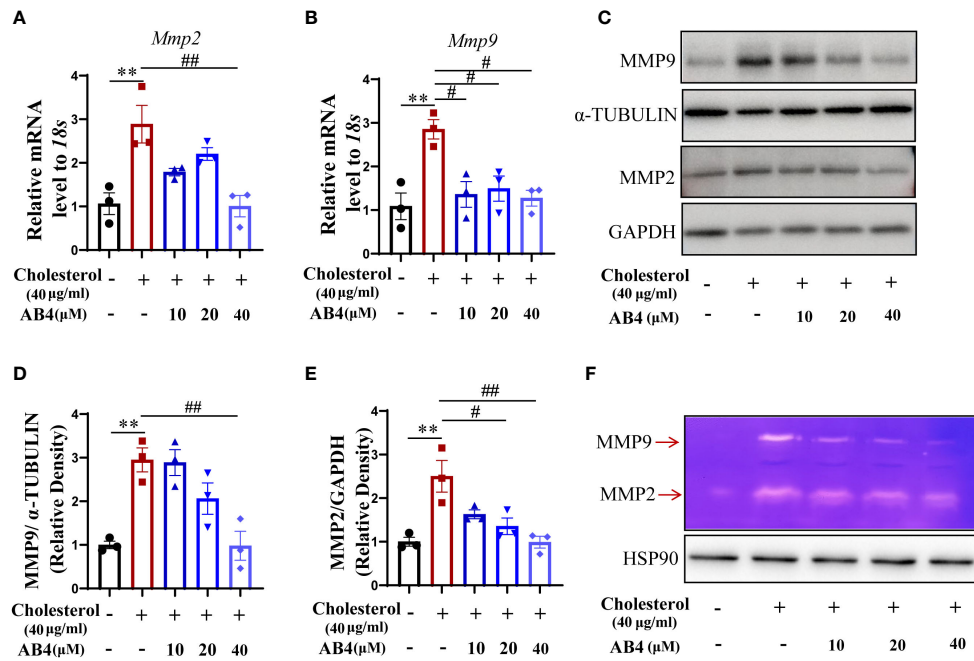 A
Mmp2
**
##
Relative mRNA
level to 18s
4
3
2
1
0
Cholesterol - + + + +
(40 μg/ml)
AB4(μM) - - 10 20 40
B
Mmp9
#
#
** #
Relative mRNA
level to 18s
4
3
2
1
0
Cholesterol - + + + +
(40 μg/ml)
AB4(μM) - - 10 20 40
C
MMP9
α-TUBULIN
MMP2
GAPDH
Cholesterol - + + + +
(40 μg/ml)
AB4 (μM) - - 10 20 40
D
##
**
MMP9/ α-TUBULIN
(Relative Density)
4
3
2
1
0
Cholesterol - + + + +
(40 μg/ml)
AB4(μM) - - 10 20 40
E
##
#
**
MMP2/GAPDH
(Relative Density)
4
3
2
1
0
Cholesterol - + + + +
(40 μg/ml)
AB4(μM) - - 10 20 40
F
MMP9
MMP2
HSP90
Cholesterol - + + + +
(40 μg/ml)
AB4 (μM) - - 10 20 40